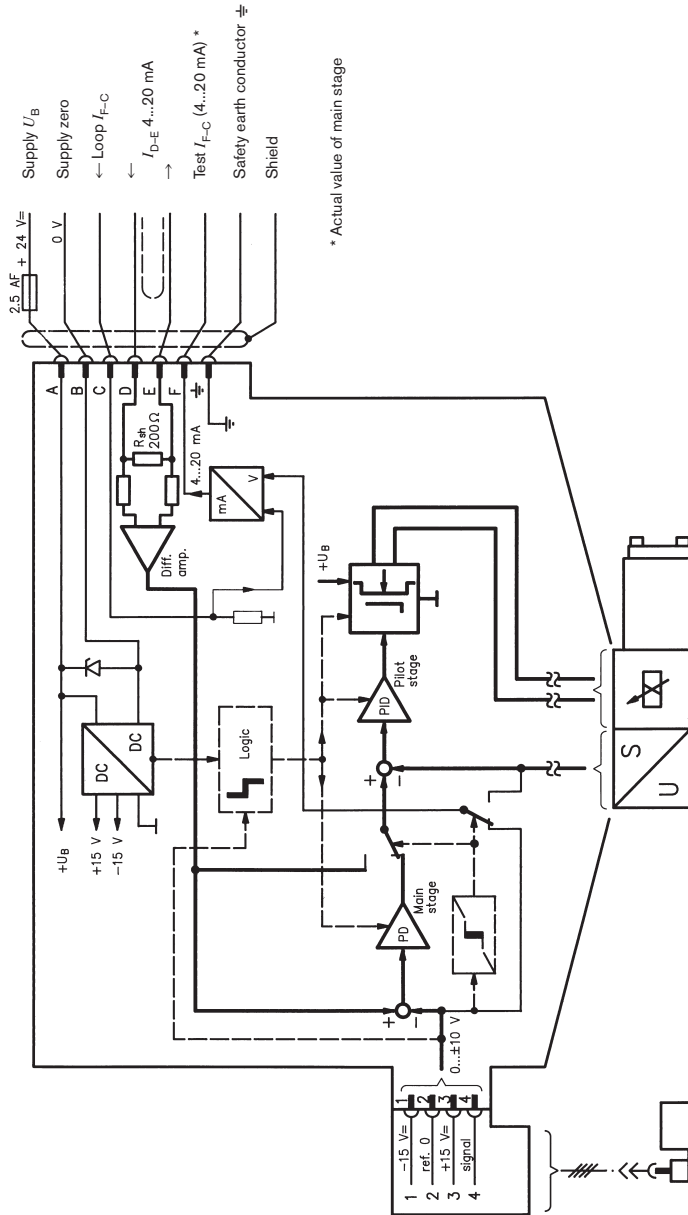 Supply U_B
Supply zero
← Loop I_F–C
←
I_D–E 4...20 mA
→
Test I_F–C (4...20 mA) *
Safety earth conductor ⏚
Shield
* Actual value of main stage
2.5 AF
+ 24 V=
0 V
A
B
C
D
E
F
R_sh
200 Ω
4...20 mA
Diff.
amp.
mA
V
DC
DC
+U_B
+15 V
–15 V
Logic
+U_B
PID
Pilot
stage
+
–
PD
Main
stage
+
–
0...±10 V
S
U
1
2
3
4
–15 V=
ref. 0
+15 V=
signal
1
2
3
4